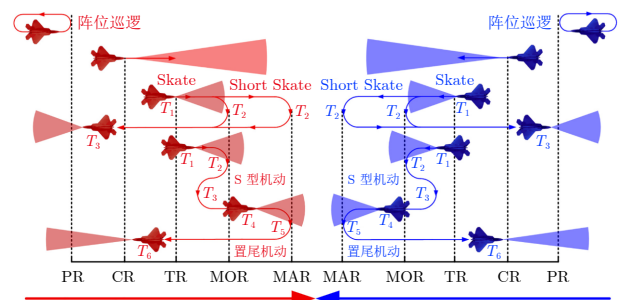 阵位巡逻 阵位巡逻
Skate Short Skate Short Skate Skate
T₁ T₂ T₂ T₂ T₂ T₁
T₃ T₃
T₁ T₂ T₂ T₁
S 型机动 S 型机动
T₃ T₃
T₄ T₅ T₅ T₄
T₆ 置尾机动 置尾机动 T₆
PR CR TR MOR MAR MAR MOR TR CR PR